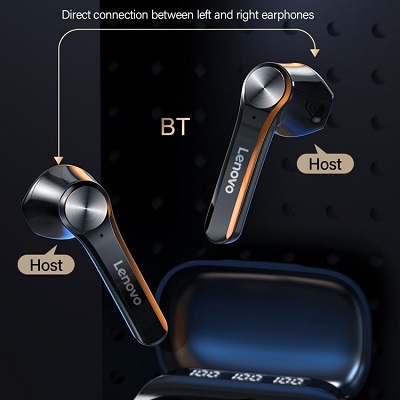 Direct connection between left and right earphones
BT
Lenovo
Host
Host
Lenovo
100 100 100